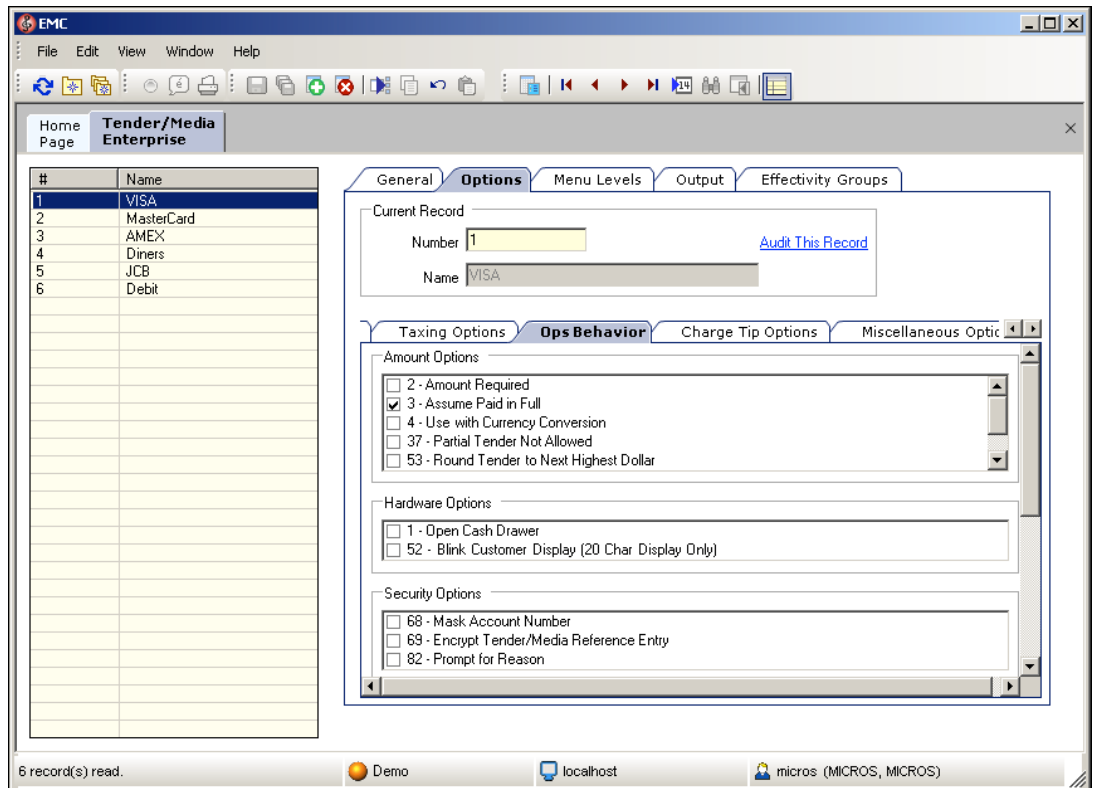 EMC
File Edit View Window Help
Home Page
Tender/Media Enterprise
# Name
1 VISA
2 MasterCard
3 AMEX
4 Diners
5 JCB
6 Debit
General Options Menu Levels Output Effectivity Groups
Current Record
Number 1 Audit This Record
Name VISA
Taxing Options Ops Behavior Charge Tip Options Miscellaneous Optic
Amount Options
2 - Amount Required
3 - Assume Paid in Full
4 - Use with Currency Conversion
37 - Partial Tender Not Allowed
53 - Round Tender to Next Highest Dollar
Hardware Options
1 - Open Cash Drawer
52 - Blink Customer Display (20 Char Display Only)
Security Options
68 - Mask Account Number
69 - Encrypt Tender/Media Reference Entry
82 - Prompt for Reason
6 record(s) read. Demo localhost micros (MICROS, MICROS)